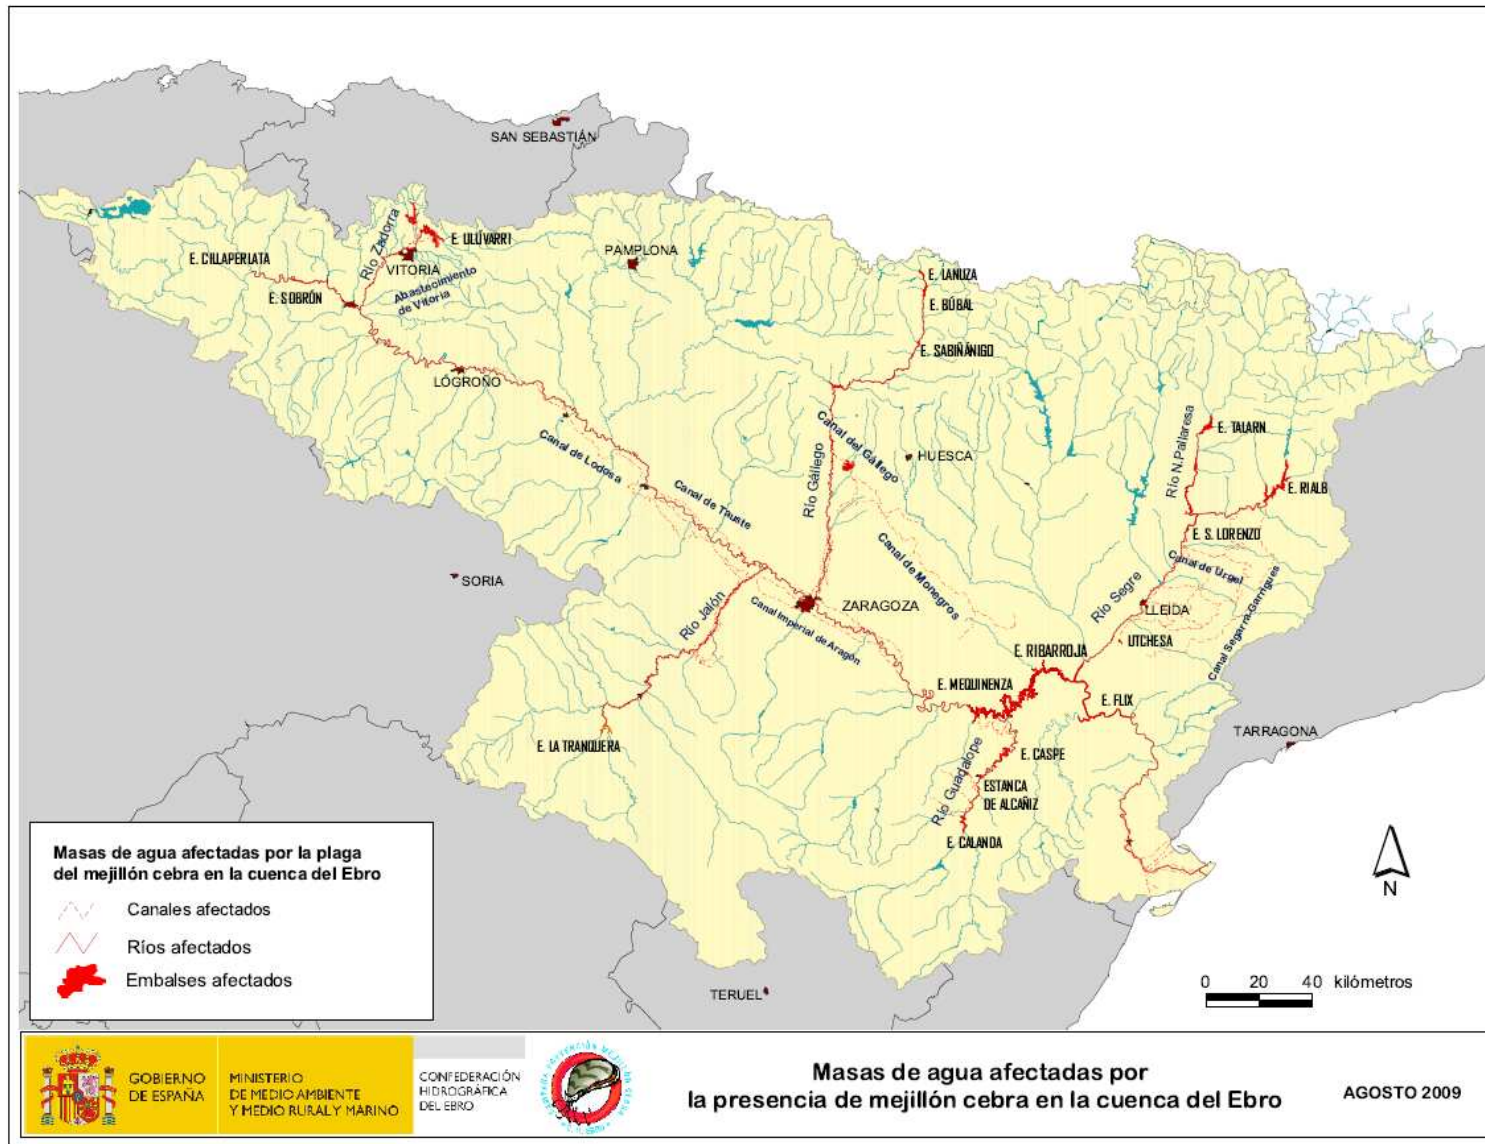 SAN SEBASTIÁN
E. ULLÍVARRI
Río Zadorra
PAMPLONA
E. CILLAPERLATA
VITORIA
Abastecimiento
de Vitoria
E. LANUZA
E. SOBRÓN
E. BÚBAL
E. SABIÑÁNIGO
LOGROÑO
Canal de Lodosa
Canal del Gállego
Río N.Pallaresa
E. TALARN
HUESCA
Río Gállego
Canal de Tauste
E. RIALB
E. S. LORENZO
Canal de Monegros
Canal de Urgel
SORIA
Río Segre
Río Jalón
ZARAGOZA
LLEIDA
Canal Imperial de Aragón
Canal Segarra-Garrigues
UTCHESA
E. RIBARROJA
E. MEQUINENZA
E. FLIX
E. LA TRANQUERA
TARRAGONA
Río Guadalope
E. CASPE
ESTANCA
DE ALCAÑIZ
E. CALANDA
Masas de agua afectadas por la plaga
del mejillón cebra en la cuenca del Ebro
Canales afectados
Ríos afectados
Embalses afectados
N
0 20 40 kilómetros
TERUEL
GOBIERNO
DE ESPAÑA
MINISTERIO
DE MEDIO AMBIENTE
Y MEDIO RURAL Y MARINO
CONFEDERACIÓN
HIDROGRÁFICA
DEL EBRO
Masas de agua afectadas por
la presencia de mejillón cebra en la cuenca del Ebro
AGOSTO 2009